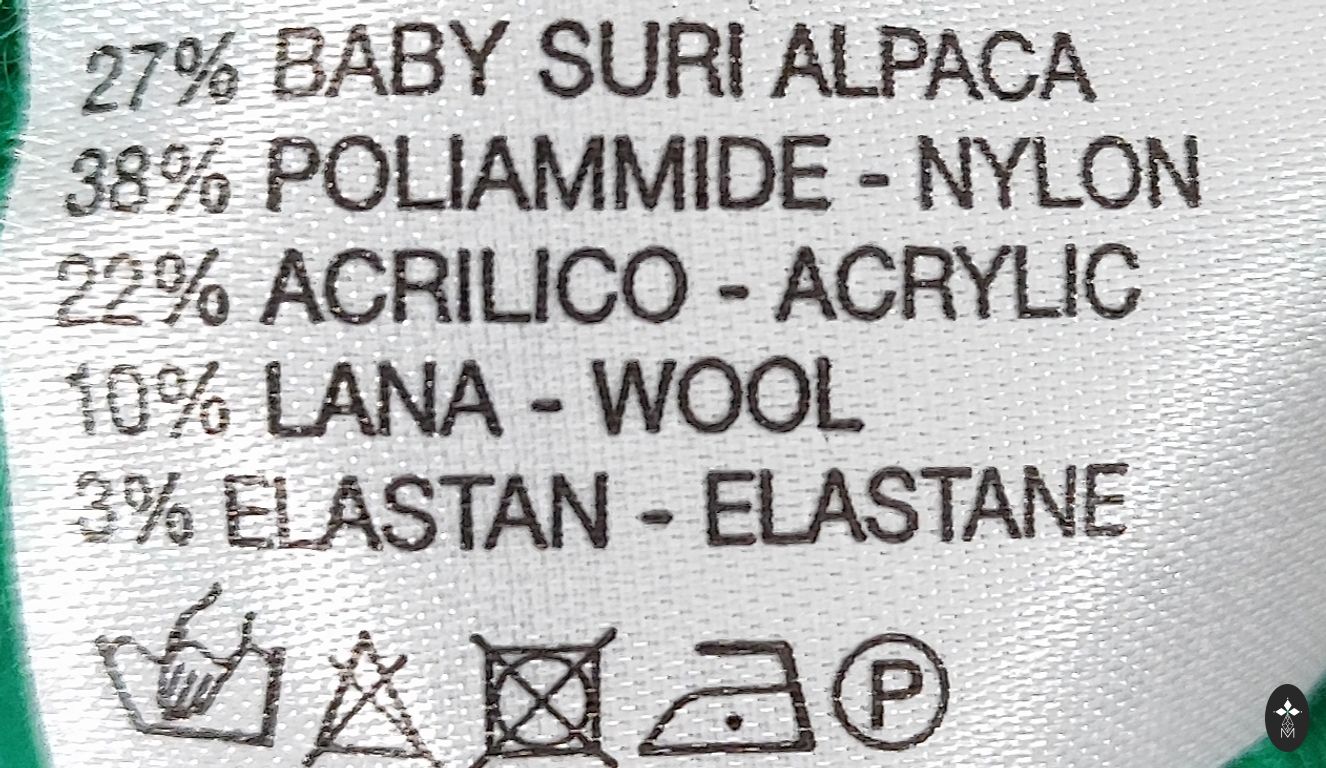 27% BABY SURI ALPACA
38% POLIAMMIDE - NYLON
22% ACRILICO - ACRYLIC
10% LANA - WOOL
3% ELASTAN - ELASTANE
P
M